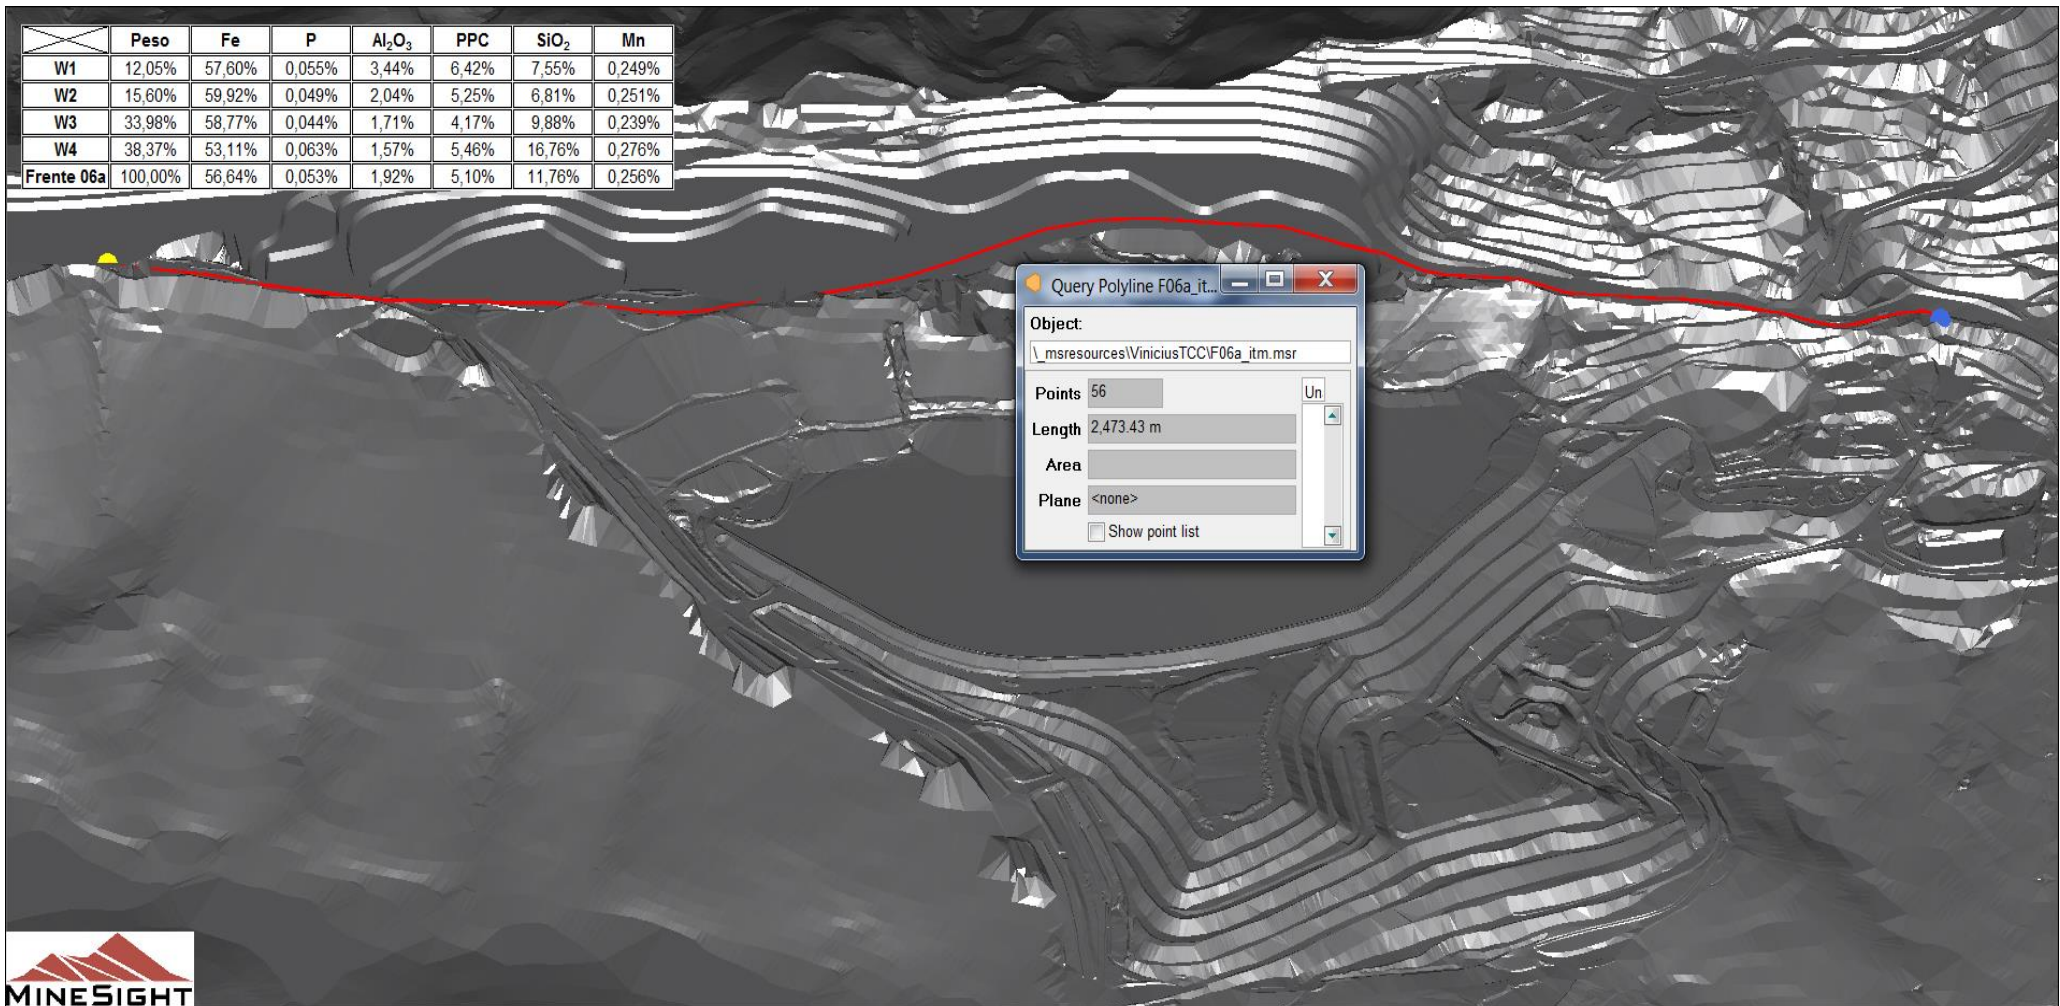 Peso Fe P Al₂O₃ PPC SiO₂ Mn
W1 12,05% 57,60% 0,055% 3,44% 6,42% 7,55% 0,249%
W2 15,60% 59,92% 0,049% 2,04% 5,25% 6,81% 0,251%
W3 33,98% 58,77% 0,044% 1,71% 4,17% 9,88% 0,239%
W4 38,37% 53,11% 0,063% 1,57% 5,46% 16,76% 0,276%
Frente 06a 100,00% 56,64% 0,053% 1,92% 5,10% 11,76% 0,256%
Query Polyline F06a_it...
Object:
\_msresources\ViniciusTCC\F06a_itm.msr
Points 56 Un
Length 2,473.43 m
Area
Plane <none>
Show point list
MINESIGHT